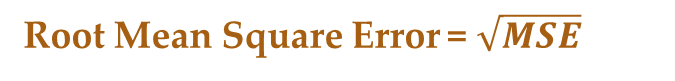 Root Mean Square Error = √MSE